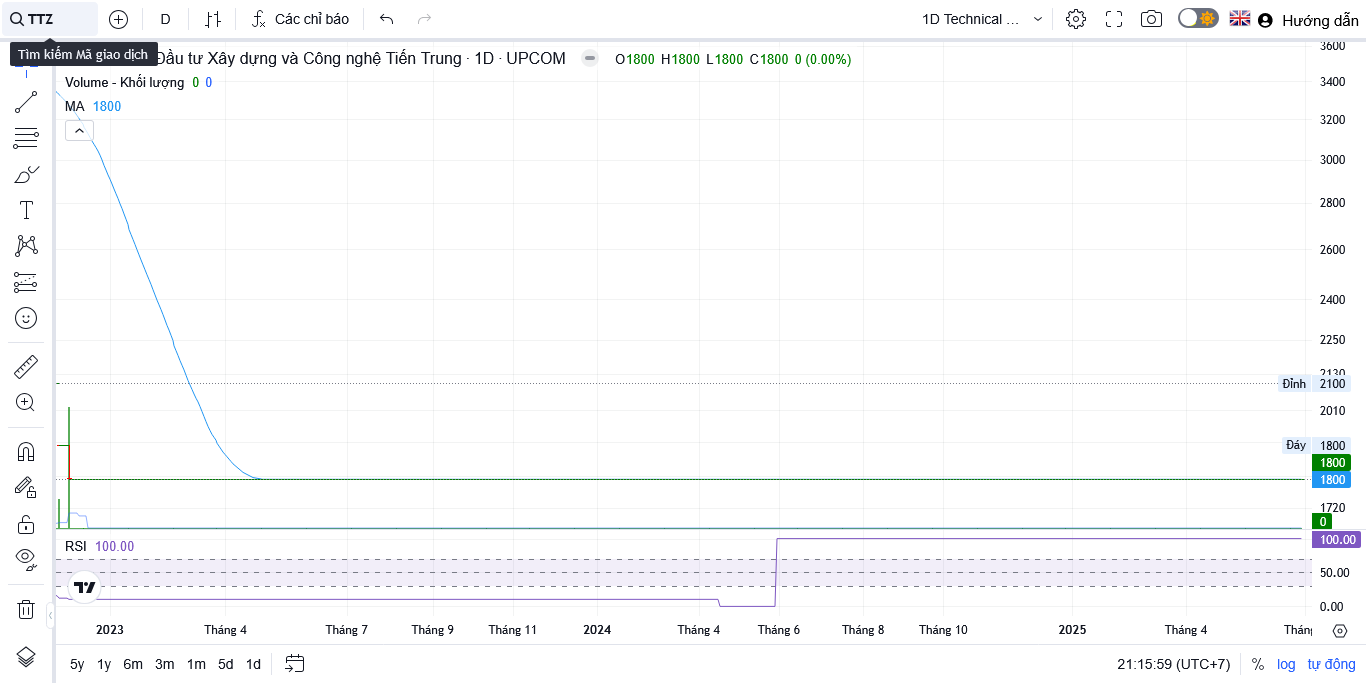 TTZ D Các chỉ báo 1D Technical ... Hướng dẫn
Tìm kiếm Mã giao dịch
Đầu tư Xây dựng và Công nghệ Tiến Trung · 1D · UPCOM O1800 H1800 L1800 C1800 0 (0.00%)
Volume - Khối lượng 0 0
MA 1800
3600
3400
3200
3000
2800
2600
2400
2250
2130
Đỉnh 2100
2010
Đáy 1800
1800
1800
1720
0
RSI 100.00
100.00
50.00
0.00
2023 Tháng 4 Tháng 7 Tháng 9 Tháng 11 2024 Tháng 4 Tháng 6 Tháng 8 Tháng 10 2025 Tháng 4 Thán
5y 1y 6m 3m 1m 5d 1d 21:15:59 (UTC+7) % log tự động